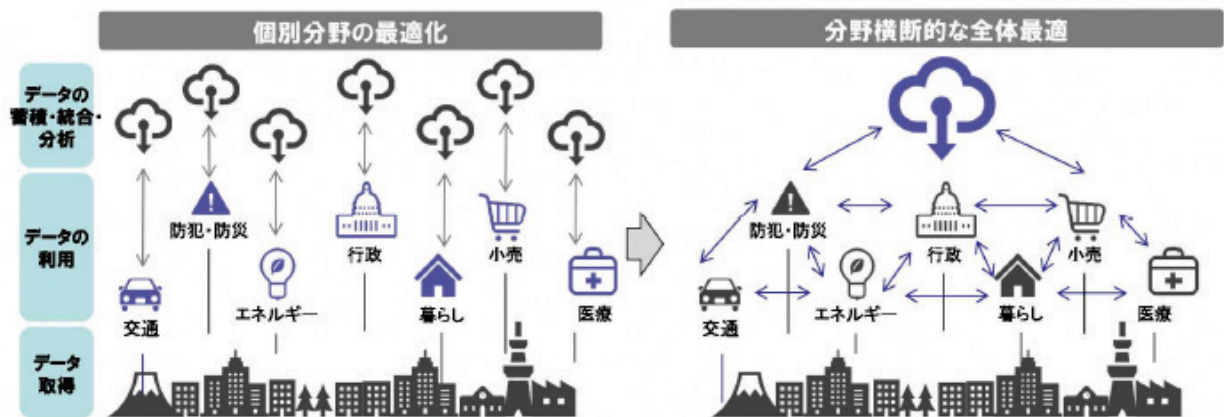 個別分野の最適化
分野横断的な全体最適
データの
蓄積・統合・
分析
データの
利用
データ
取得
防犯・防災
行政
小売
交通
エネルギー
暮らし
医療
防犯・防災
行政
小売
交通
エネルギー
暮らし
医療